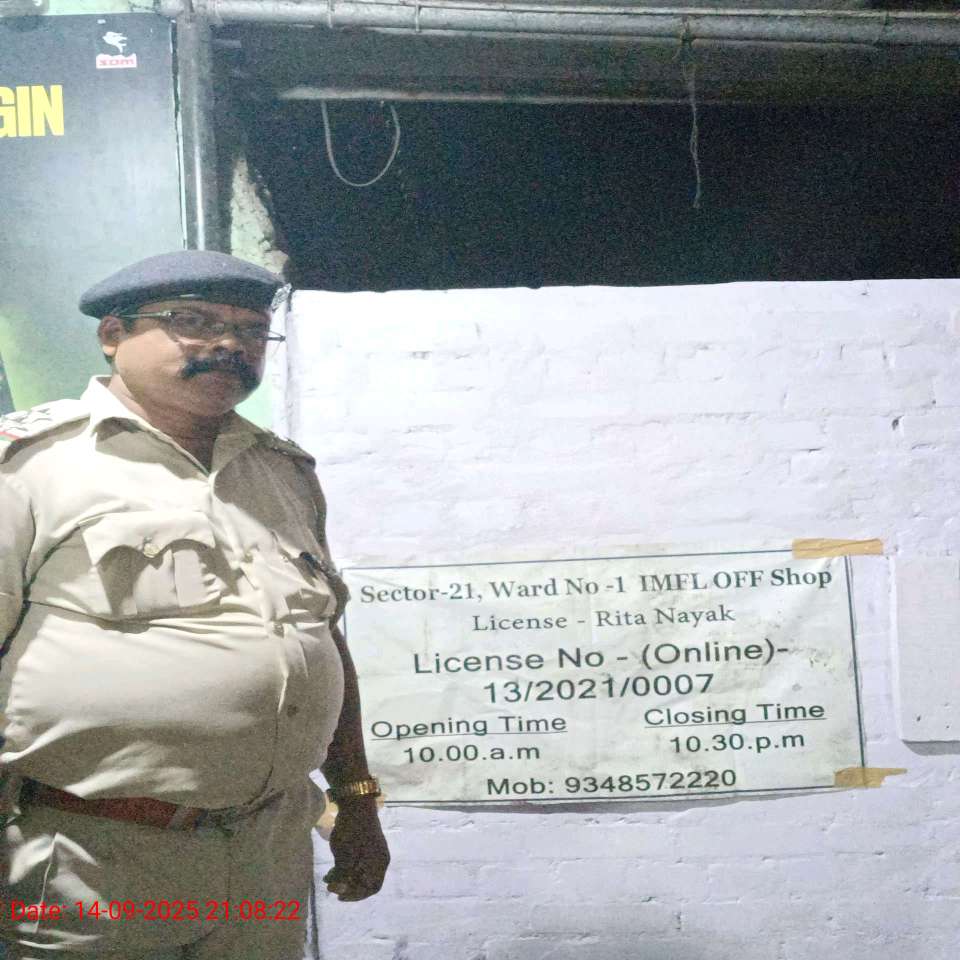 GIN
Sector-21, Ward No -1 IMFL OFF Shop
License - Rita Nayak
License No - (Online)-
13/2021/0007
Opening Time Closing Time
10.00.a.m 10.30.p.m
Mob: 9348572220
Date: 14-09-2025 21:08:22